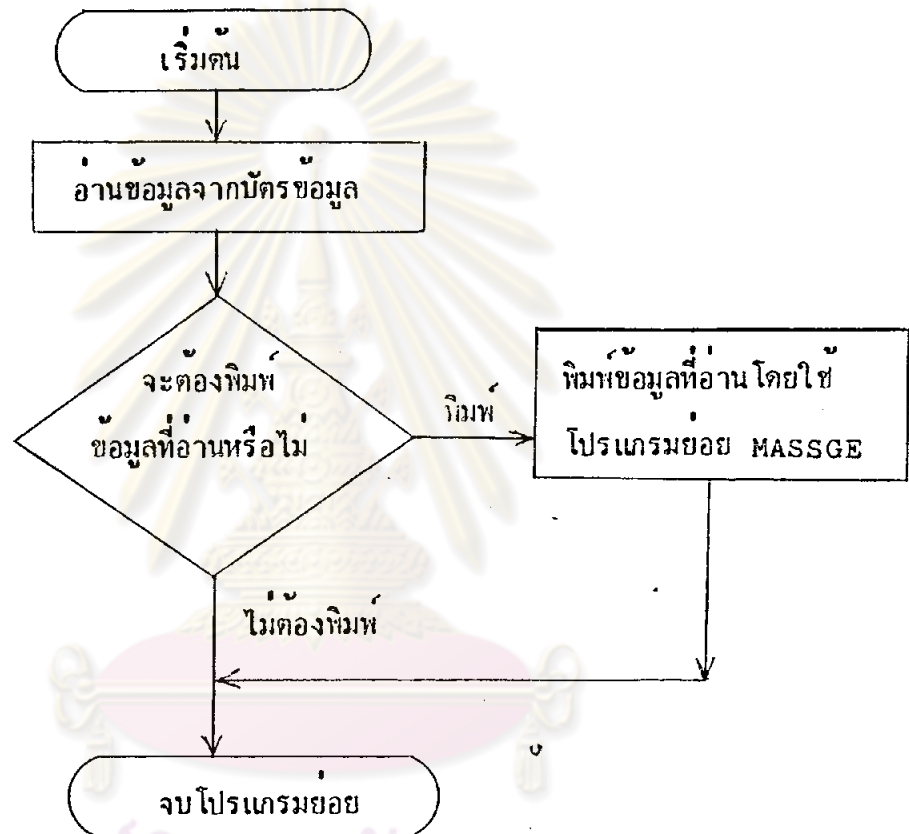 เริ่มต้น
อ่านข้อมูลจากบัตรข้อมูล
จะต้องพิมพ์
ข้อมูลที่อ่านหรือไม่
พิมพ์
พิมพ์ข้อมูลที่อ่านโดยใช้
โปรแกรมย่อย MASSGE
ไม่ต้องพิมพ์
จบโปรแกรมย่อย